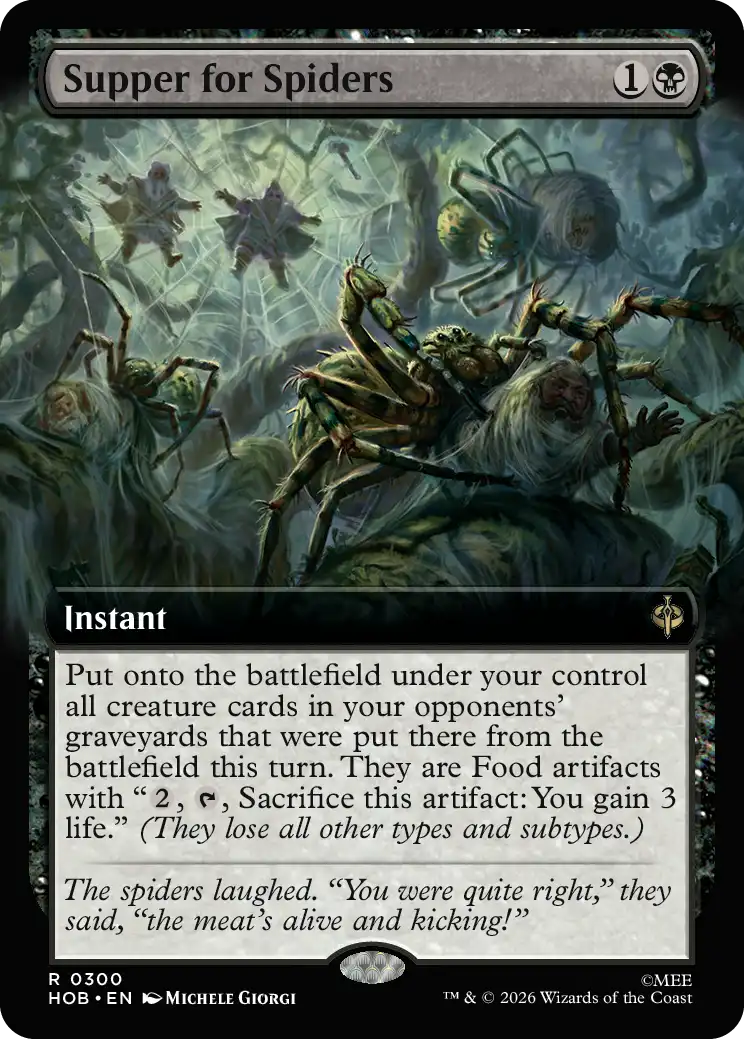 Supper for Spiders 1
Instant
Put onto the battlefield under your control
all creature cards in your opponents’
graveyards that were put there from the
battlefield this turn. They are Food artifacts
with “2, , Sacrifice this artifact: You gain 3
life.” (They lose all other types and subtypes.)
The spiders laughed. “You were quite right,” they
said, “the meat’s alive and kicking!”
R 0300
HOB • EN Michele Giorgi
©MEE
™ & © 2026 Wizards of the Coast